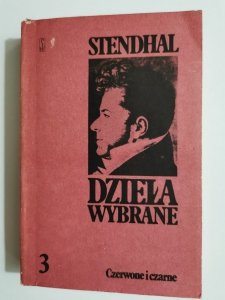 STENDHAL
DZIEŁA
WYBRANE
3
Czerwone i czarne